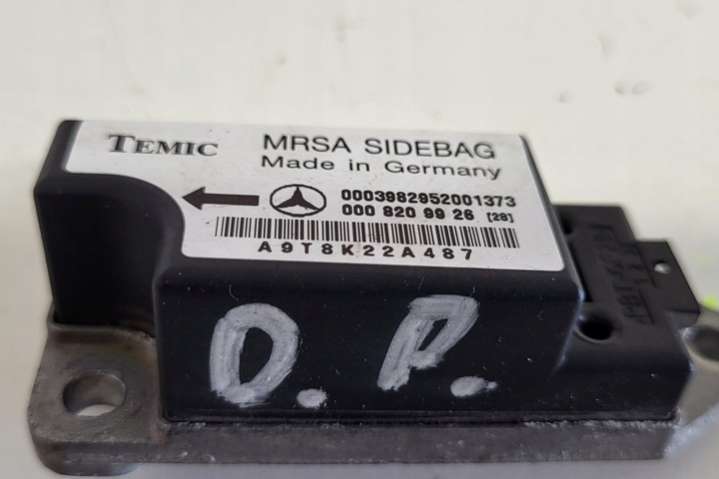 TEMIC MRSA SIDEBAG
Made in Germany
0003982952001373
000 820 99 26 [28]
A9T8K22A487
D. P.